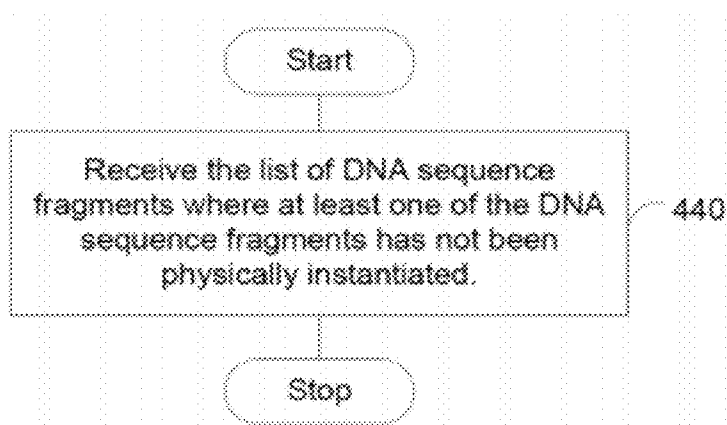 Start
Receive the list of DNA sequence
fragments where at least one of the DNA
sequence fragments has not been
physically instantiated.
440
Stop